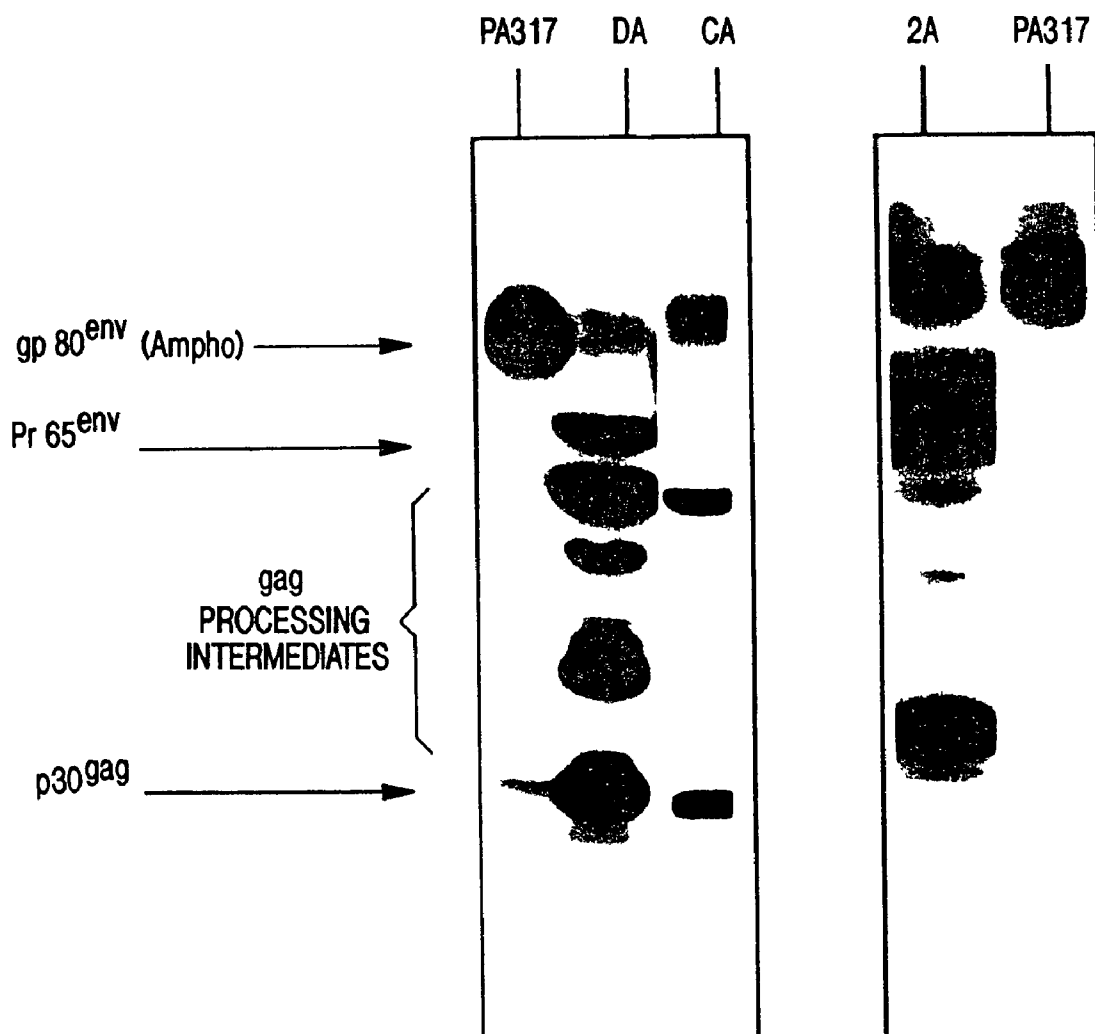 PA317 DA CA 2A PA317
gp 80env (Ampho)
Pr 65env
gag
PROCESSING
INTERMEDIATES
p30gag